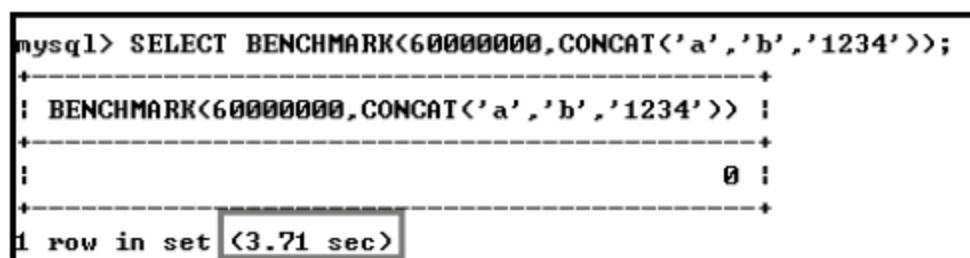 mysql> SELECT BENCHMARK(60000000,CONCAT('a','b','1234'));
+--------------------------------------------+
| BENCHMARK(60000000,CONCAT('a','b','1234')) |
+--------------------------------------------+
| 0 |
+--------------------------------------------+
1 row in set (3.71 sec)